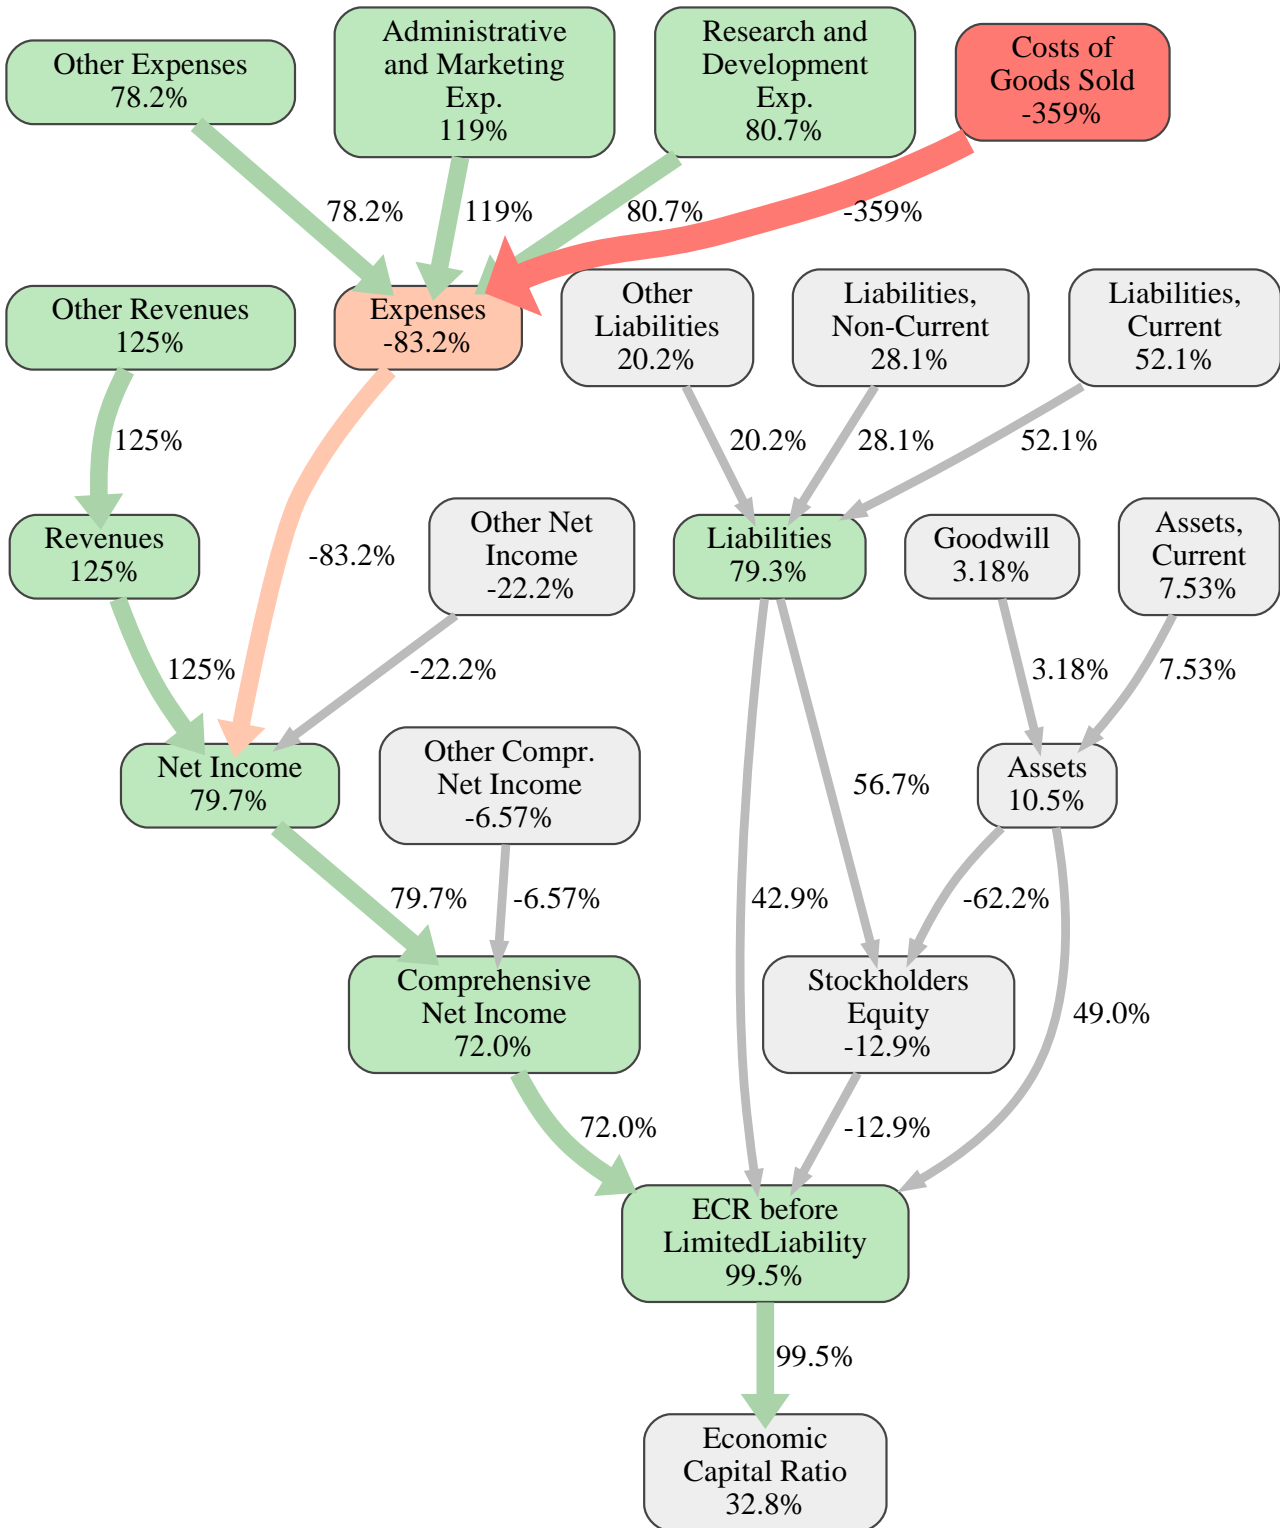 Other Expenses
78.2%
Administrative
and Marketing
Exp.
119%
Research and
Development
Exp.
80.7%
Costs of
Goods Sold
-359%
78.2%
119%
80.7%
-359%
Other Revenues
125%
Expenses
-83.2%
Other
Liabilities
20.2%
Liabilities,
Non-Current
28.1%
Liabilities,
Current
52.1%
125%
-83.2%
20.2%
28.1%
52.1%
Revenues
125%
Other Net
Income
-22.2%
Liabilities
79.3%
Goodwill
3.18%
Assets,
Current
7.53%
125%
-22.2%
3.18%
7.53%
Net Income
79.7%
Other Compr.
Net Income
-6.57%
56.7%
Assets
10.5%
79.7%
-6.57%
42.9%
-62.2%
49.0%
Comprehensive
Net Income
72.0%
Stockholders
Equity
-12.9%
72.0%
-12.9%
ECR before
LimitedLiability
99.5%
99.5%
Economic
Capital Ratio
32.8%